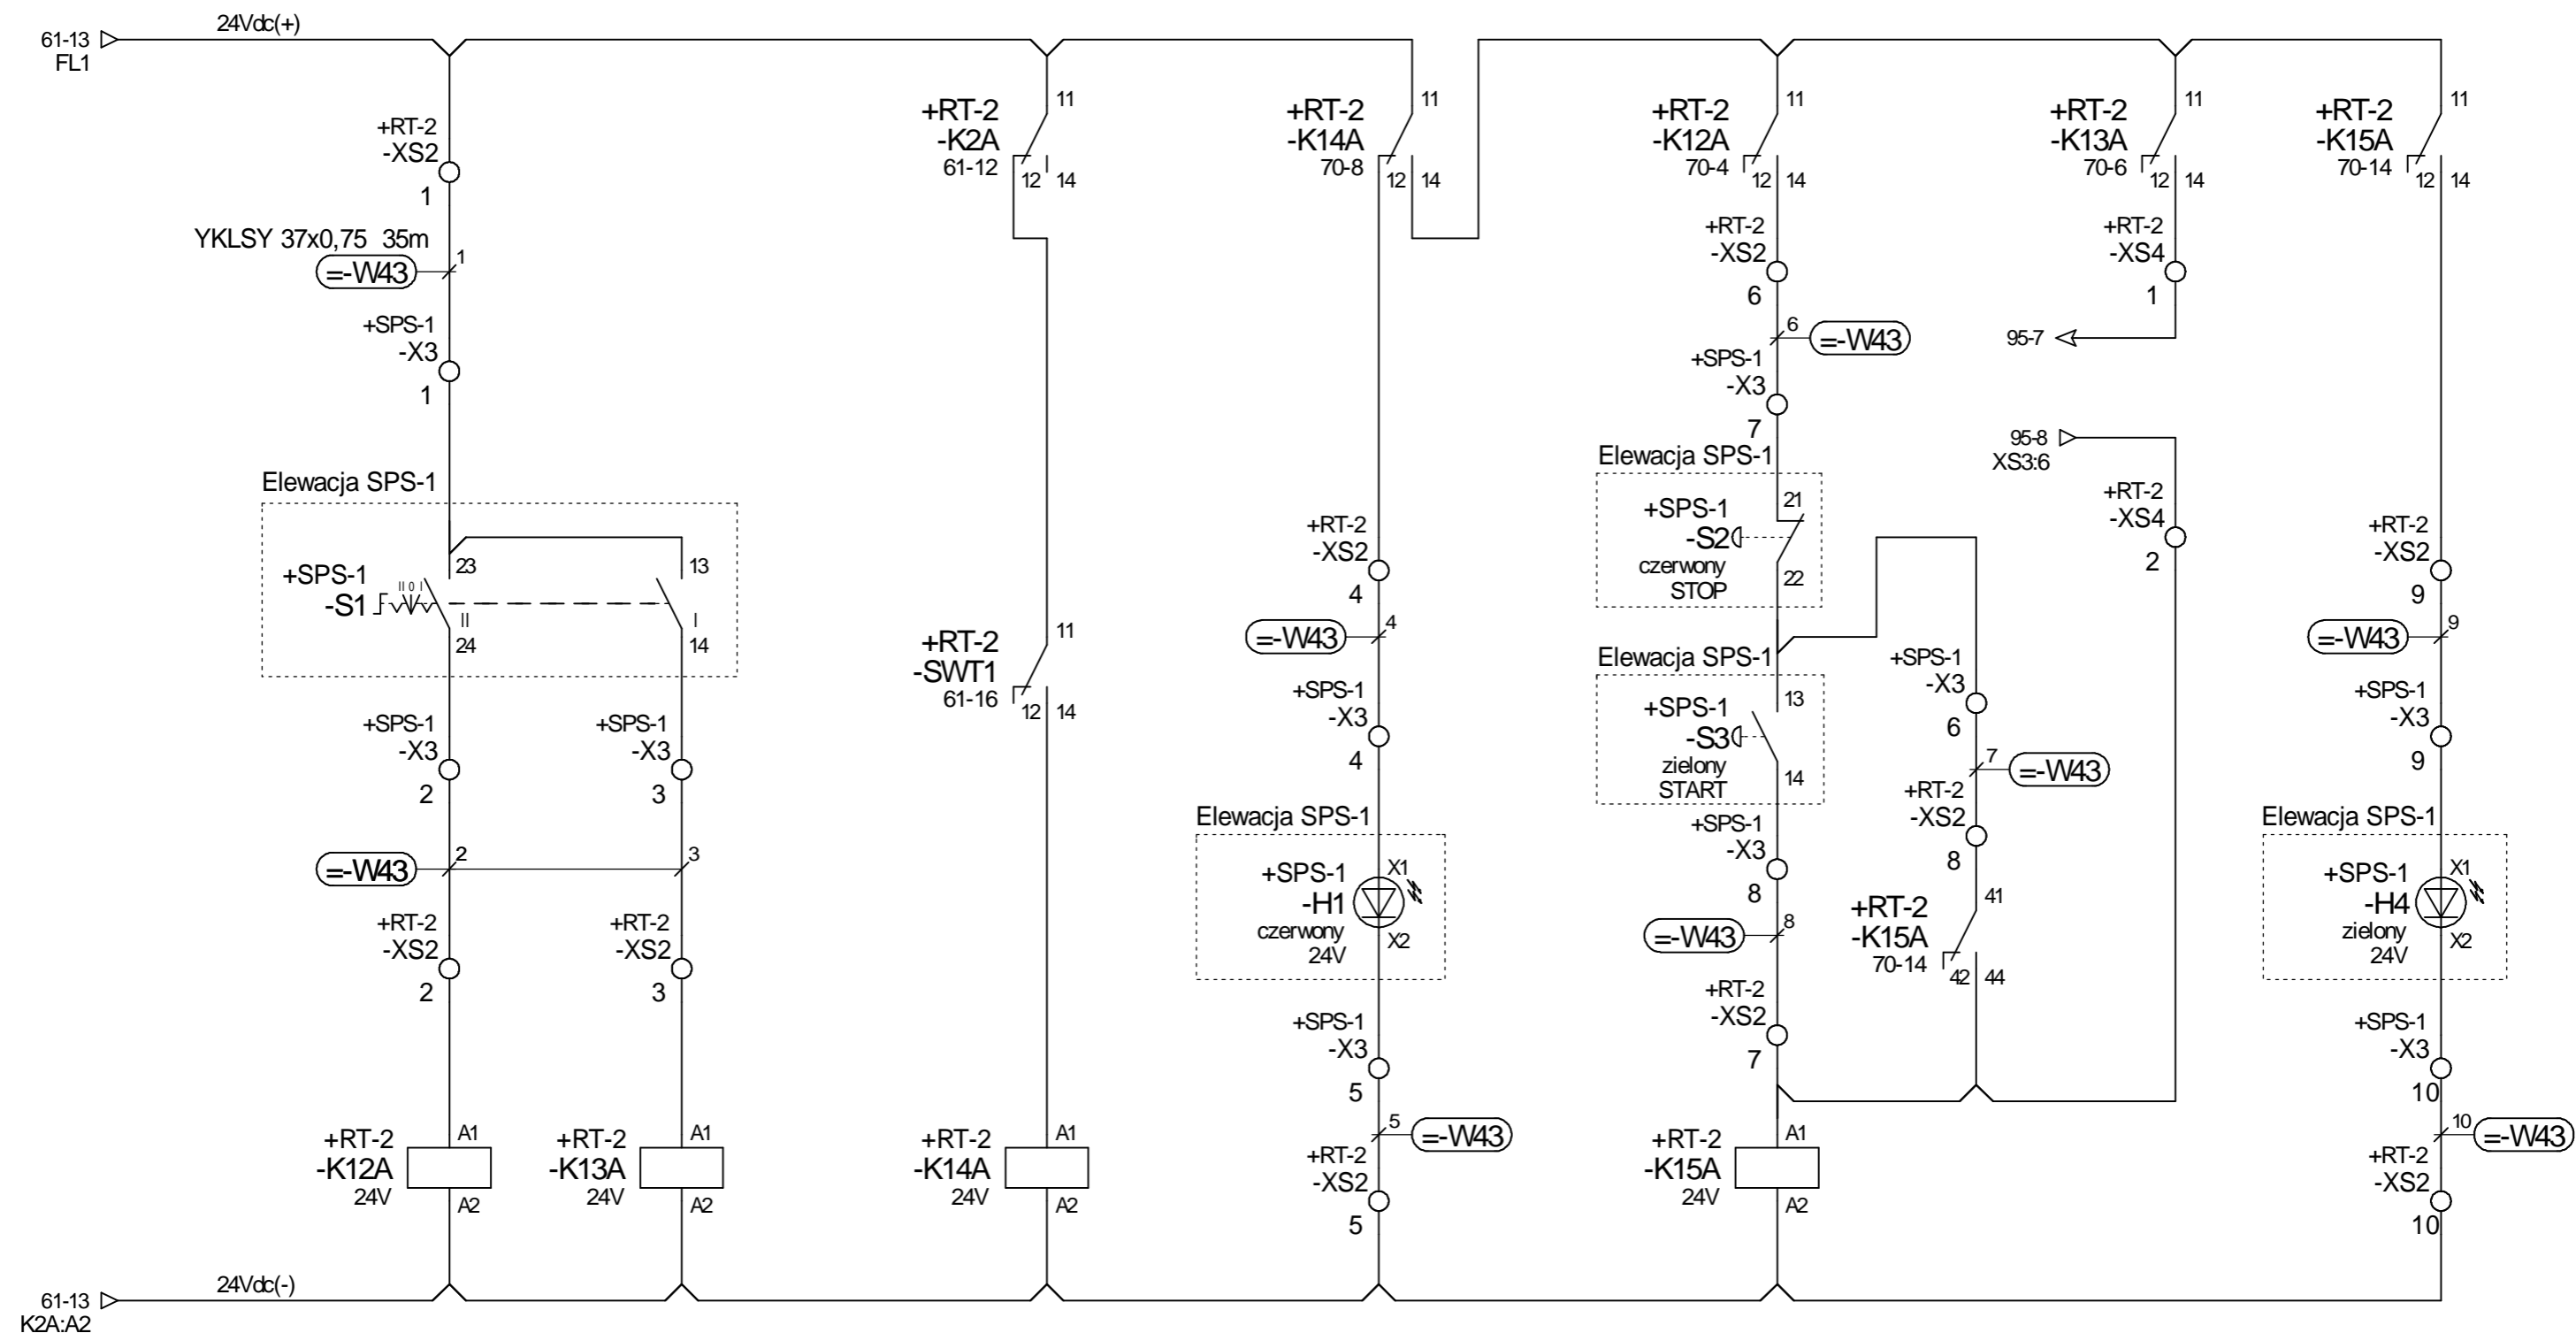 24Vdc(+)
61-13
FL1
+RT-2
-XS2
1
YKLSY 37x0,75 35m
=-W43
1
+SPS-1
-X3
1
Elewacja SPS-1
23
13
+SPS-1
-S1
II 0 I
II
I
24
14
+SPS-1
-X3
2
+SPS-1
-X3
3
=-W43
2
3
+RT-2
-XS2
2
+RT-2
-XS2
3
+RT-2
-K12A
24V
A1
A2
+RT-2
-K13A
24V
A1
A2
+RT-2
-K2A
61-12
11
12
14
+RT-2
-SWT1
61-16
11
12
14
+RT-2
-K14A
24V
A1
A2
+RT-2
-K14A
70-8
11
12
14
+RT-2
-XS2
4
=-W43
4
+SPS-1
-X3
4
Elewacja SPS-1
+SPS-1
-H1
czerwony
24V
X1
X2
+SPS-1
-X3
5
5
=-W43
+RT-2
-XS2
5
+RT-2
-K12A
70-4
11
12
14
+RT-2
-XS2
6
6
=-W43
+SPS-1
-X3
7
Elewacja SPS-1
+SPS-1
-S2
czerwony
STOP
21
22
Elewacja SPS-1
+SPS-1
-S3
zielony
START
13
14
+SPS-1
-X3
8
=-W43
8
+RT-2
-XS2
7
+RT-2
-K15A
24V
A1
A2
+SPS-1
-X3
6
7
=-W43
+RT-2
-XS2
8
+RT-2
-K15A
70-14
41
42
44
+RT-2
-K13A
70-6
11
12
14
+RT-2
-XS4
1
95-7
95-8
XS3:6
+RT-2
-XS4
2
+RT-2
-K15A
70-14
11
12
14
+RT-2
-XS2
9
=-W43
9
+SPS-1
-X3
9
Elewacja SPS-1
+SPS-1
-H4
zielony
24V
X1
X2
+SPS-1
-X3
10
10
=-W43
+RT-2
-XS2
10
24Vdc(-)
61-13
K2A:A2